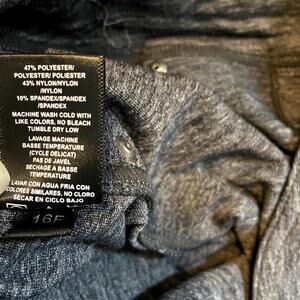 47% POLYESTER/
POLYESTER/ POLIESTER
43% NYLON/NYLON
/NYLON
10% SPANDEX/SPANDEX
/SPANDEX
MACHINE WASH COLD WITH
LIKE COLORS, NO BLEACH
TUMBLE DRY LOW
LAVAGE MACHINE
BASSE TEMPERATURE
(CYCLE DELICAT)
PAS DE JAVEL
SECHAGE A BASSE
TEMPERATURE
LAVAR CON AGUA FRIA CON
COLORES SIMILARES. NO CLORO
SECAR EN CICLO BAJO